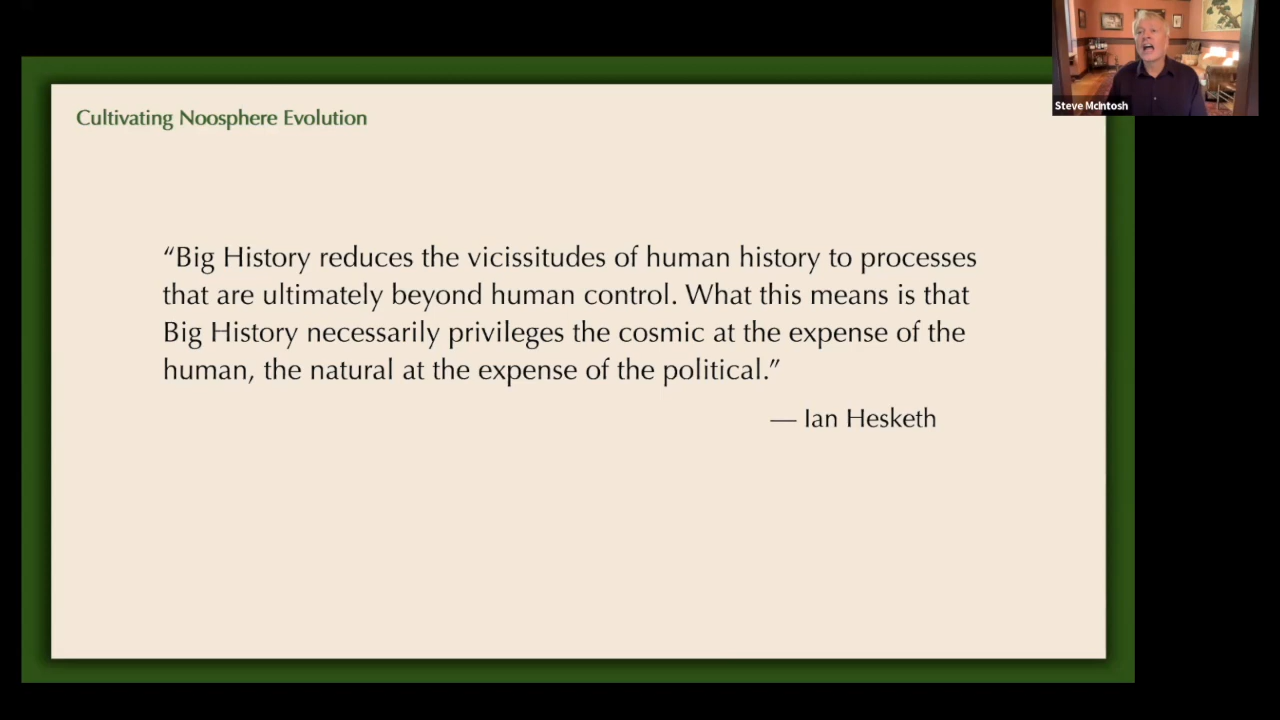 Cultivating Noosphere Evolution
“Big History reduces the vicissitudes of human history to processes
that are ultimately beyond human control. What this means is that
Big History necessarily privileges the cosmic at the expense of the
human, the natural at the expense of the political.”
— Ian Hesketh
Steve McIntosh